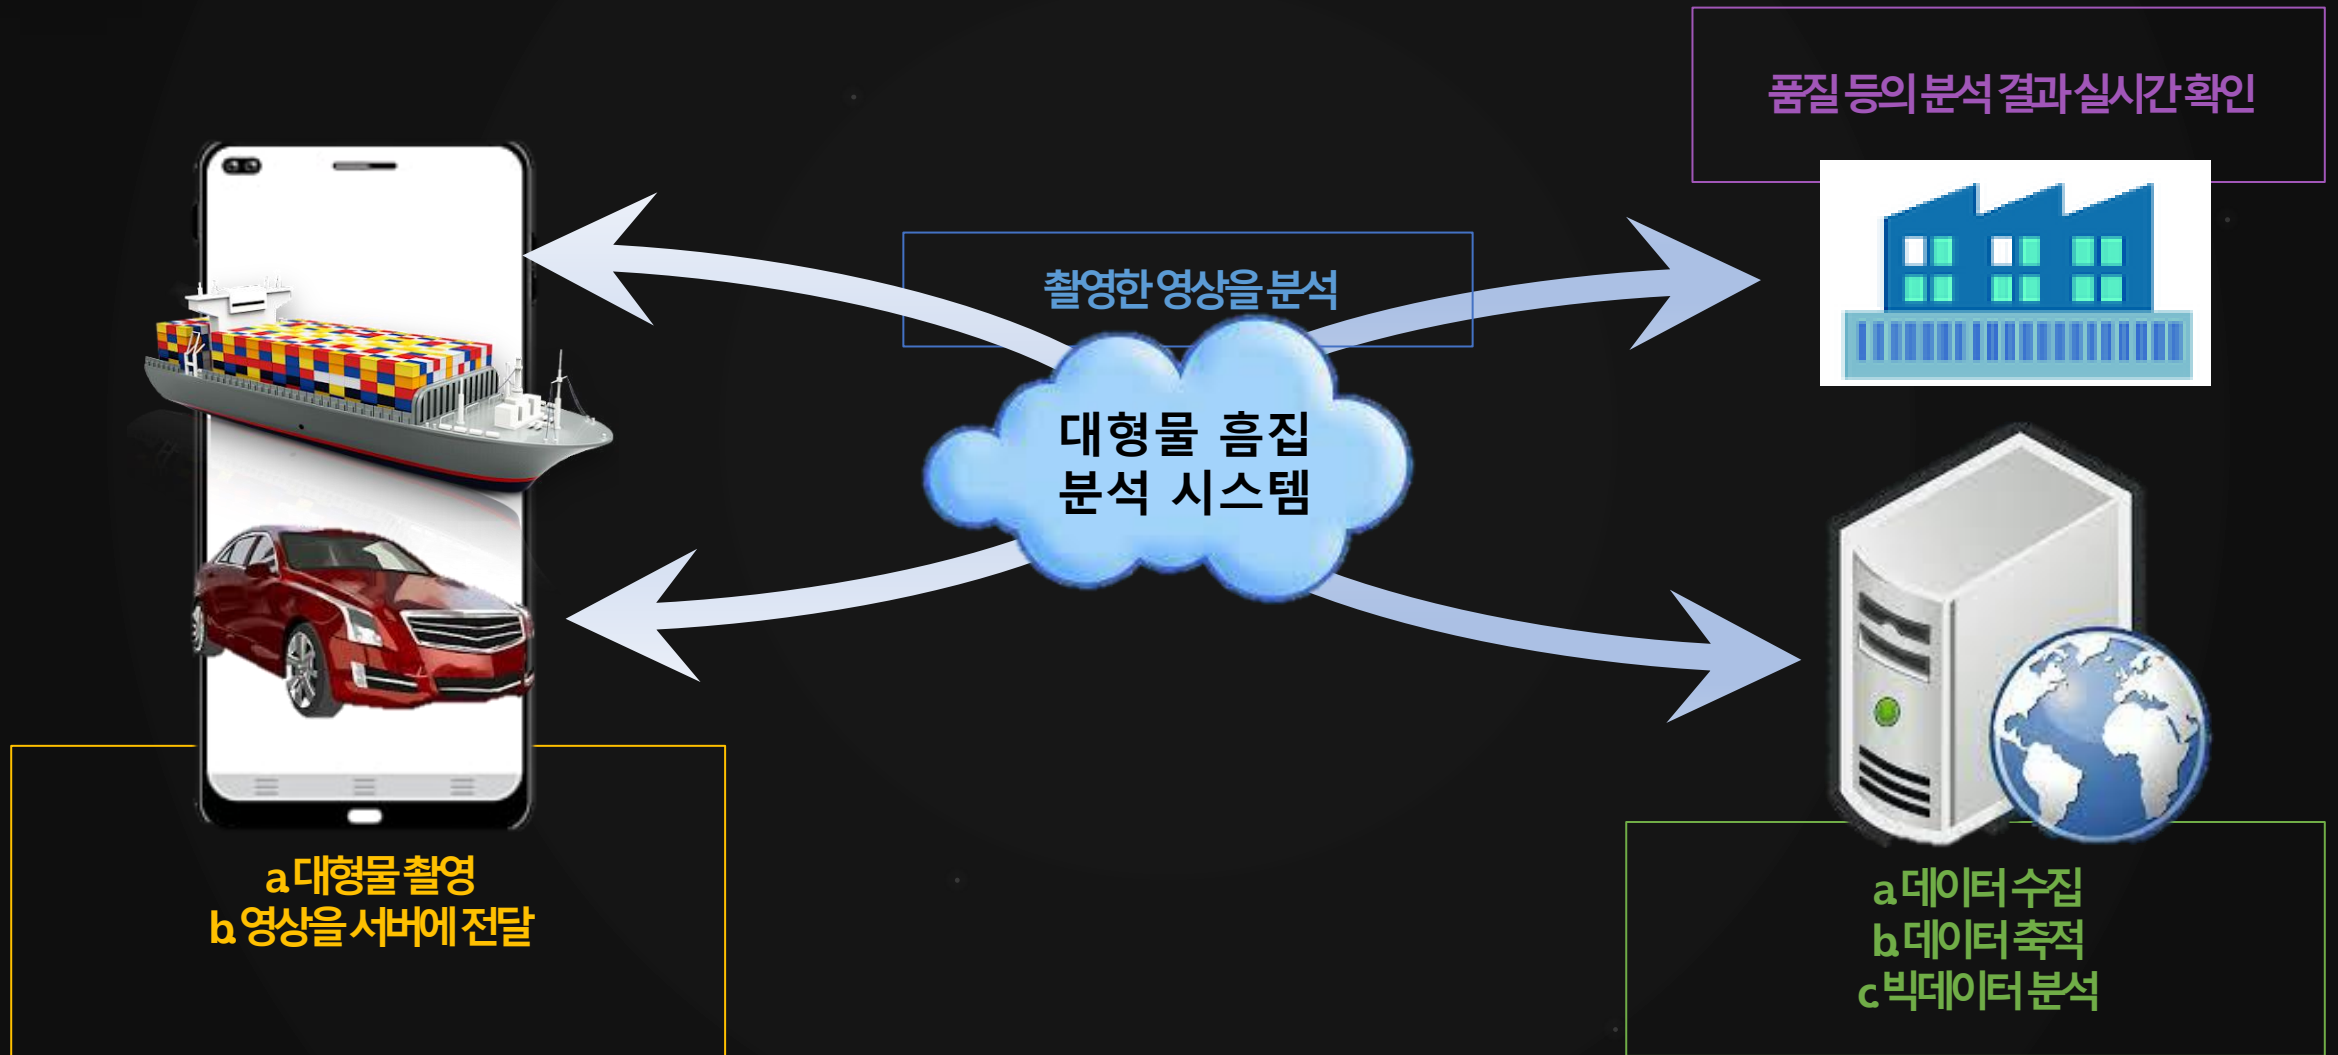 품질 등의 분석 결과 실시간 확인
촬영한 영상을 분석
대형물 흠집
분석 시스템
a.대형물 촬영
b.영상을 서버에 전달
a.데이터 수집
b.데이터 축적
c.빅데이터 분석